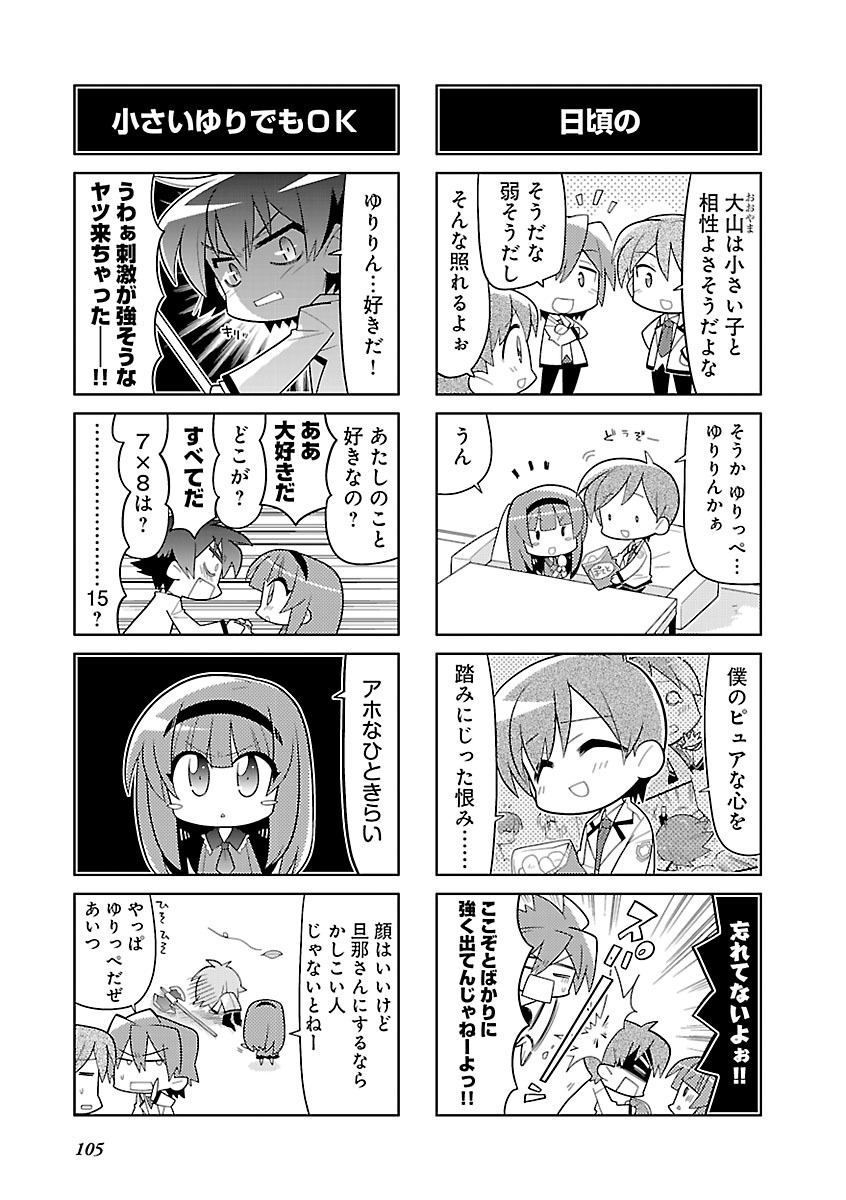 日頃の
大山は小さい子と
おおやま
相性よさそうだよな
そうだな
弱そうだし
そんな照れるよぉ
そうか ゆりっぺ…
ゆりりんかぁ
どうぞー
うん
僕のピュアな心を
踏みにじった恨み……
忘れてないよぉ!!
ズバッ
ここぞとばかりに
強く出てんじゃねーよっ!!
小さいゆりでもOK
ゆりりん…好きだ!
キリッ
うわぁ刺激が強そうな
ヤツ来ちゃった──!!
あたしのこと
好きなの?
ああ
大好きだ
どこが?
すべてだ
7×8は?
………………15?
アホなひときらい
顔はいいけど
旦那さんにするなら
かしこい人
じゃないとねー
ひそひそ
やっぱ
ゆりっぺだぜ
あいつ
105